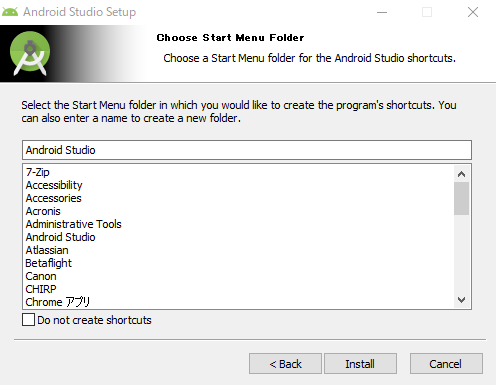 Android Studio Setup
Choose Start Menu Folder
Choose a Start Menu folder for the Android Studio shortcuts.
Select the Start Menu folder in which you would like to create the program's shortcuts. You
can also enter a name to create a new folder.
Android Studio
7-Zip
Accessibility
Accessories
Acronis
Administrative Tools
Android Studio
Atlassian
Betaflight
Canon
CHIRP
Chrome アプリ
Do not create shortcuts
< Back
Install
Cancel